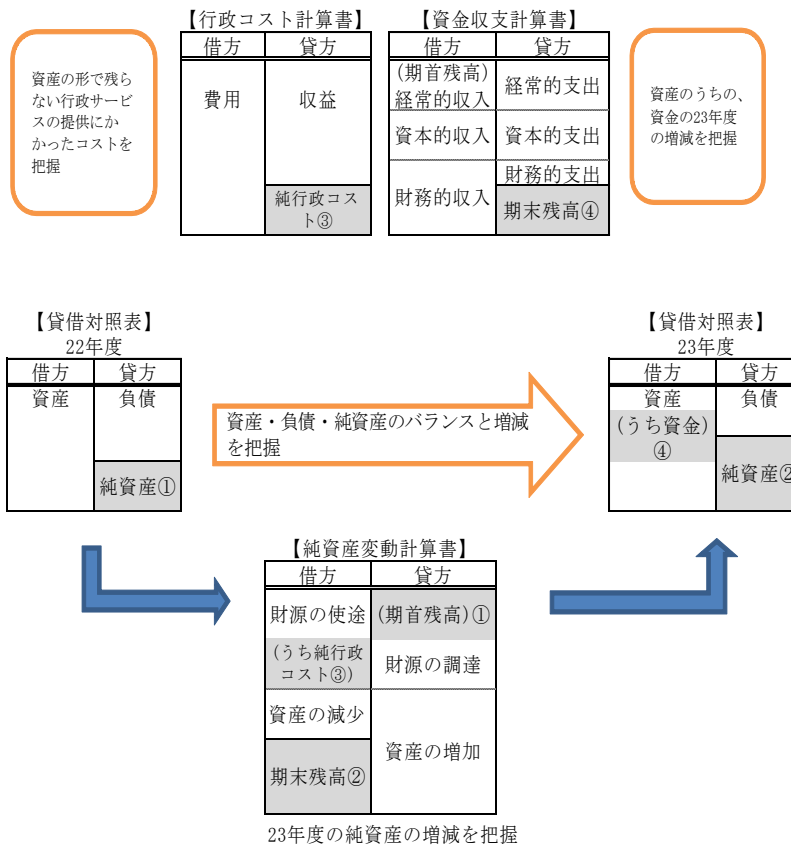 【行政コスト計算書】
借方 貸方
費用 収益
純行政コス
ト③
【資金収支計算書】
借方 貸方
(期首残高)
経常的収入
経常的支出
資本的収入 資本的支出
財務的収入
財務的支出
期末残高④
資産の形で残ら
ない行政サービ
スの提供にか
かったコストを
把握
資産のうちの、
資金の23年度
の増減を把握
【貸借対照表】
22年度
借方 貸方
資産 負債
純資産①
資産・負債・純資産のバランスと増減
を把握
【貸借対照表】
23年度
借方 貸方
資産 負債
(うち資金)
④
純資産②
【純資産変動計算書】
借方 貸方
財源の使途 (期首残高)①
(うち純行政
コスト③)
財源の調達
資産の減少
資産の増加
期末残高②
23年度の純資産の増減を把握